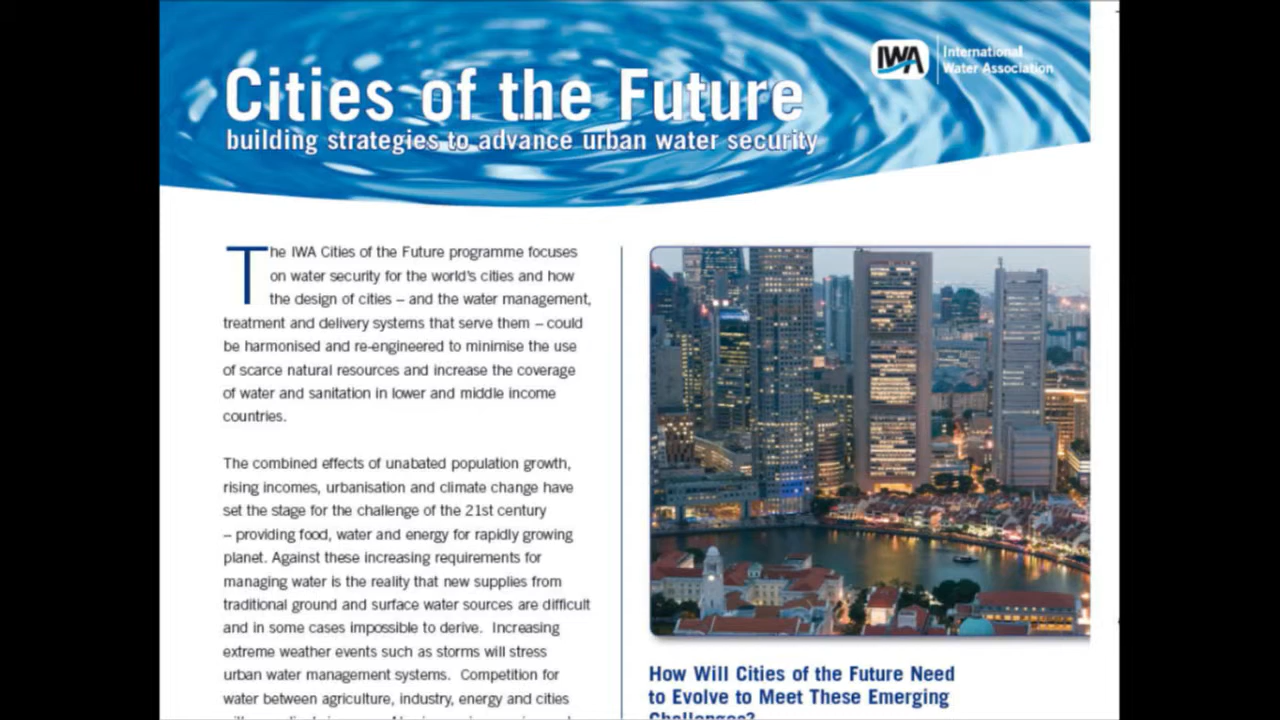 IWA
International
Water Association
Cities of the Future
building strategies to advance urban water security
The IWA Cities of the Future programme focuses
on water security for the world's cities and how
the design of cities – and the water management,
treatment and delivery systems that serve them – could
be harmonised and re-engineered to minimise the use
of scarce natural resources and increase the coverage
of water and sanitation in lower and middle income
countries.
The combined effects of unabated population growth,
rising incomes, urbanisation and climate change have
set the stage for the challenge of the 21st century
– providing food, water and energy for rapidly growing
planet. Against these increasing requirements for
managing water is the reality that new supplies from
traditional ground and surface water sources are difficult
and in some cases impossible to derive. Increasing
extreme weather events such as storms will stress
urban water management systems. Competition for
water between agriculture, industry, energy and cities
How Will Cities of the Future Need
to Evolve to Meet These Emerging
Challenges?